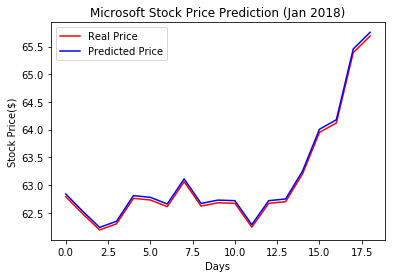 Microsoft Stock Price Prediction (Jan 2018)
Real Price
Predicted Price
65.5
65.0
64.5
64.0
63.5
63.0
62.5
Stock Price($)
0.0 2.5 5.0 7.5 10.0 12.5 15.0 17.5
Days